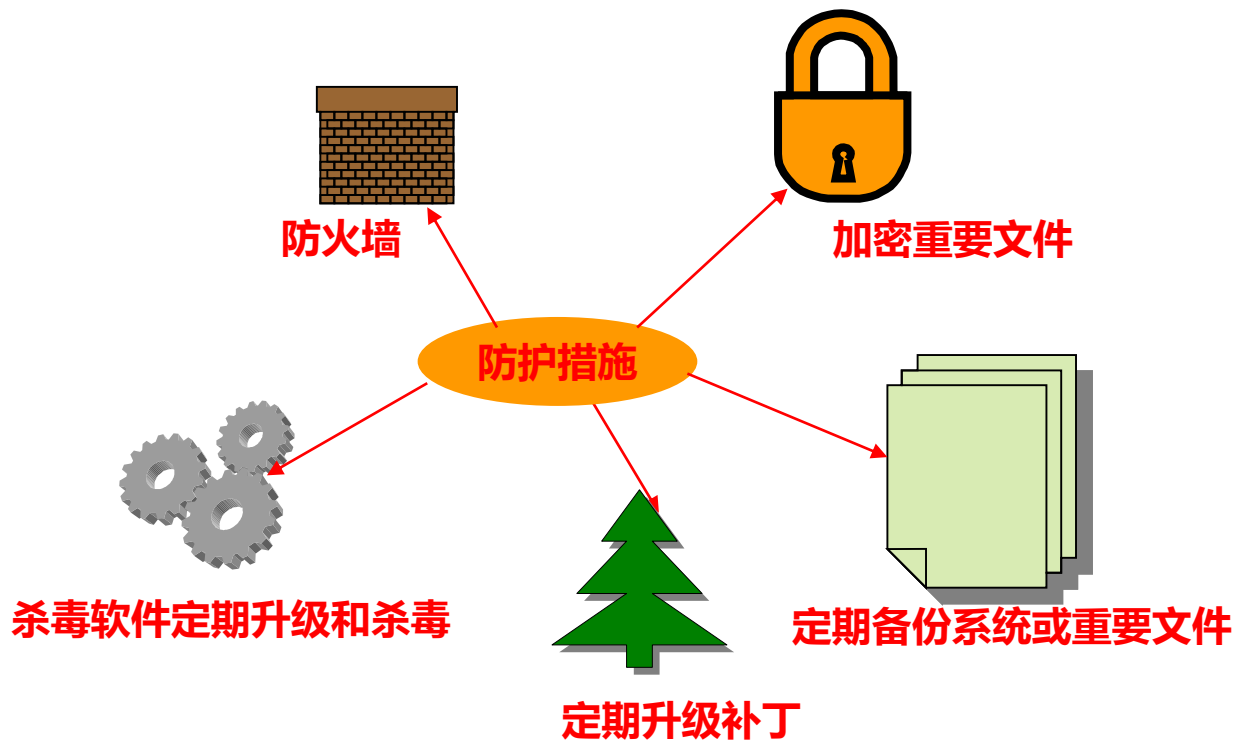 防火墙
加密重要文件
防护措施
杀毒软件定期升级和杀毒
定期备份系统或重要文件
定期升级补丁